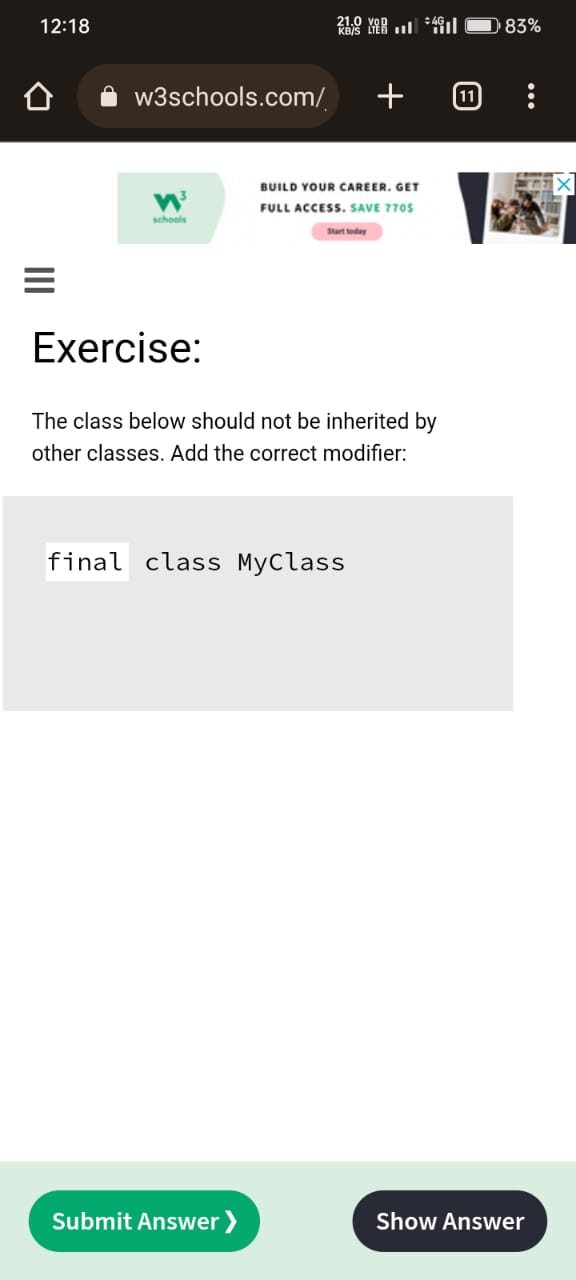 12:18
21.0 KB/S VoD LTE 4G 83%
w3schools.com/
11
BUILD YOUR CAREER. GET
FULL ACCESS. SAVE 770$
Start today
w3
schools
Exercise:
The class below should not be inherited by
other classes. Add the correct modifier:
final class MyClass
Submit Answer ❯
Show Answer